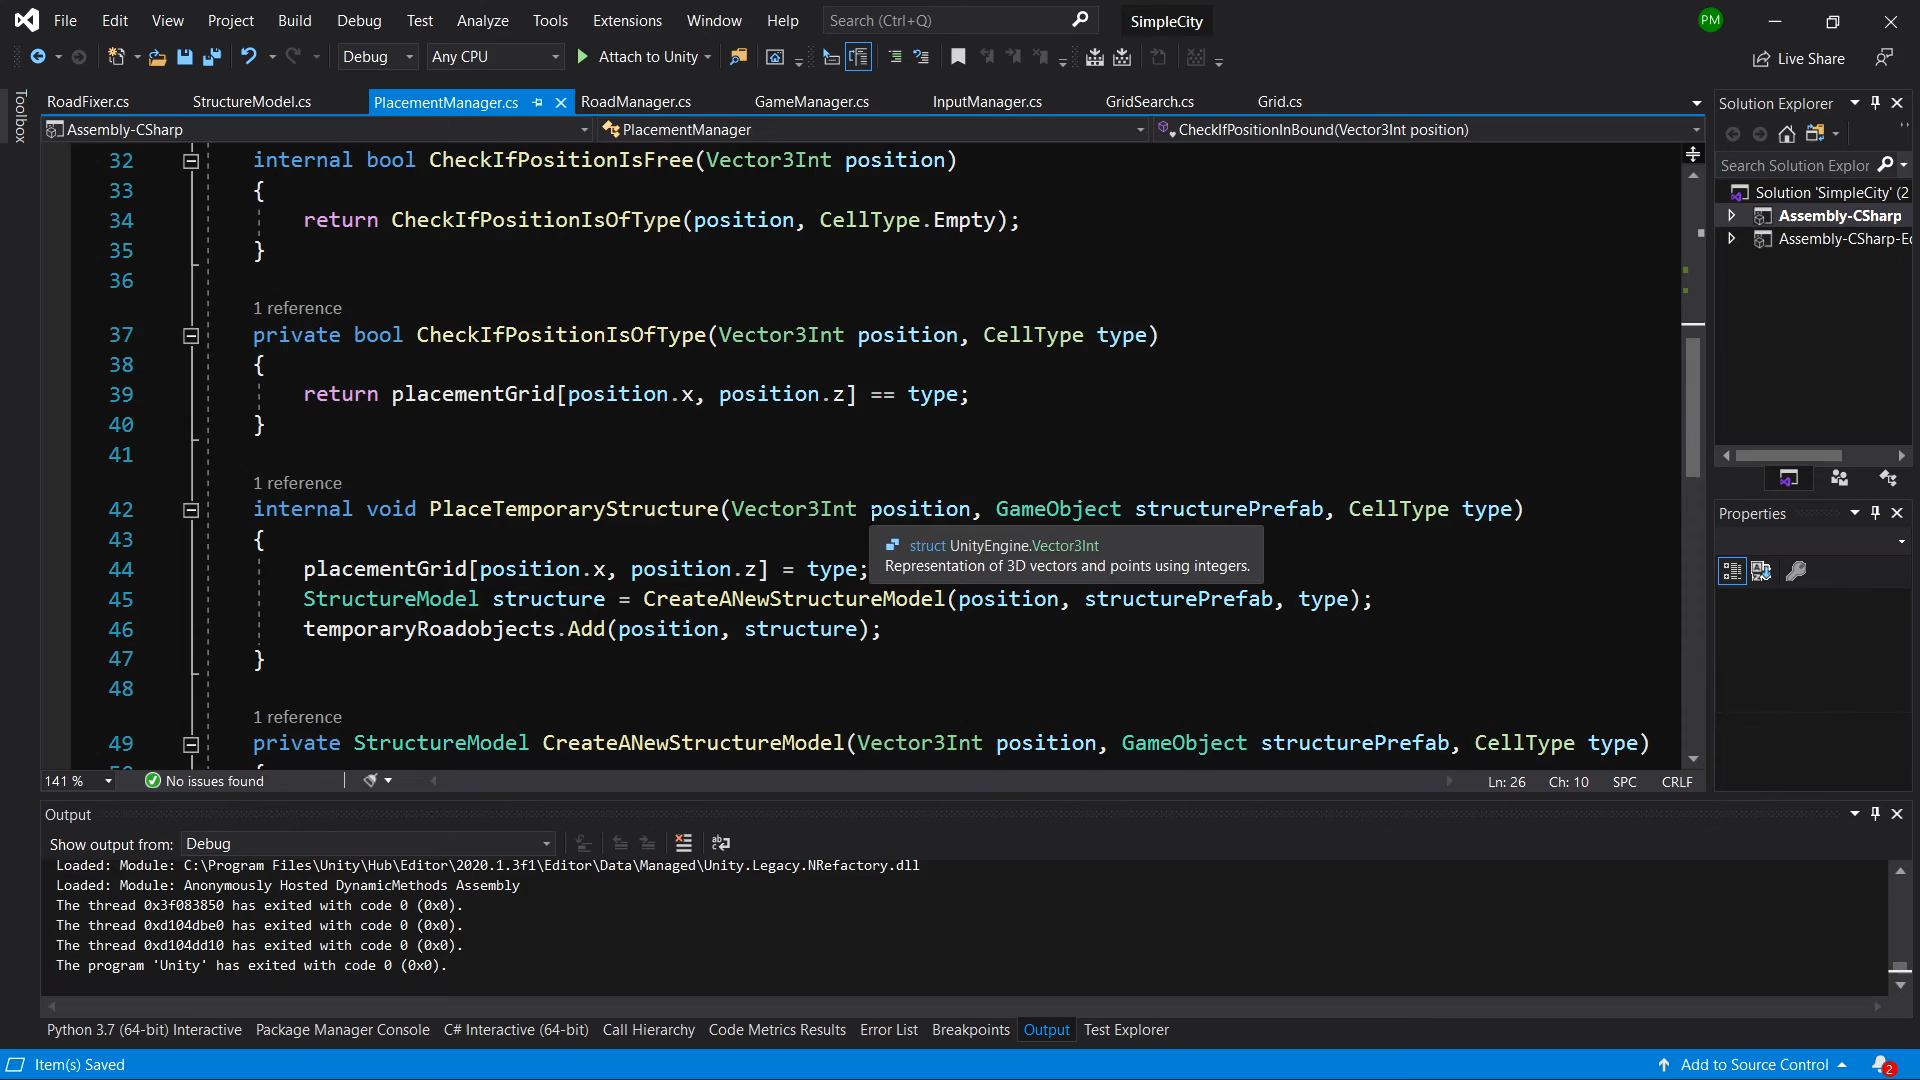 File Edit View Project Build Debug Test Analyze Tools Extensions Window Help Search (Ctrl+Q) SimpleCity PM
Debug Any CPU Attach to Unity Live Share
Toolbox
RoadFixer.cs StructureModel.cs PlacementManager.cs RoadManager.cs GameManager.cs InputManager.cs GridSearch.cs Grid.cs
Assembly-CSharp PlacementManager CheckIfPositionInBound(Vector3Int position)
32 internal bool CheckIfPositionIsFree(Vector3Int position)
33 {
34 return CheckIfPositionIsOfType(position, CellType.Empty);
35 }
36
1 reference
37 private bool CheckIfPositionIsOfType(Vector3Int position, CellType type)
38 {
39 return placementGrid[position.x, position.z] == type;
40 }
41
1 reference
42 internal void PlaceTemporaryStructure(Vector3Int position, GameObject structurePrefab, CellType type)
43 {
struct UnityEngine.Vector3Int
Representation of 3D vectors and points using integers.
44 placementGrid[position.x, position.z] = type;
45 StructureModel structure = CreateANewStructureModel(position, structurePrefab, type);
46 temporaryRoadobjects.Add(position, structure);
47 }
48
1 reference
49 private StructureModel CreateANewStructureModel(Vector3Int position, GameObject structurePrefab, CellType type)
141 % No issues found Ln: 26 Ch: 10 SPC CRLF
Solution Explorer
Search Solution Explor
Solution 'SimpleCity' (2
Assembly-CSharp
Assembly-CSharp-Ec
Properties
Output
Show output from: Debug
Loaded: Module: C:\Program Files\Unity\Hub\Editor\2020.1.3f1\Editor\Data\Managed\Unity.Legacy.NRefactory.dll
Loaded: Module: Anonymously Hosted DynamicMethods Assembly
The thread 0x3f083850 has exited with code 0 (0x0).
The thread 0xd104dbe0 has exited with code 0 (0x0).
The thread 0xd104dd10 has exited with code 0 (0x0).
The program 'Unity' has exited with code 0 (0x0).
Python 3.7 (64-bit) Interactive Package Manager Console C# Interactive (64-bit) Call Hierarchy Code Metrics Results Error List Breakpoints Output Test Explorer
Item(s) Saved Add to Source Control 2